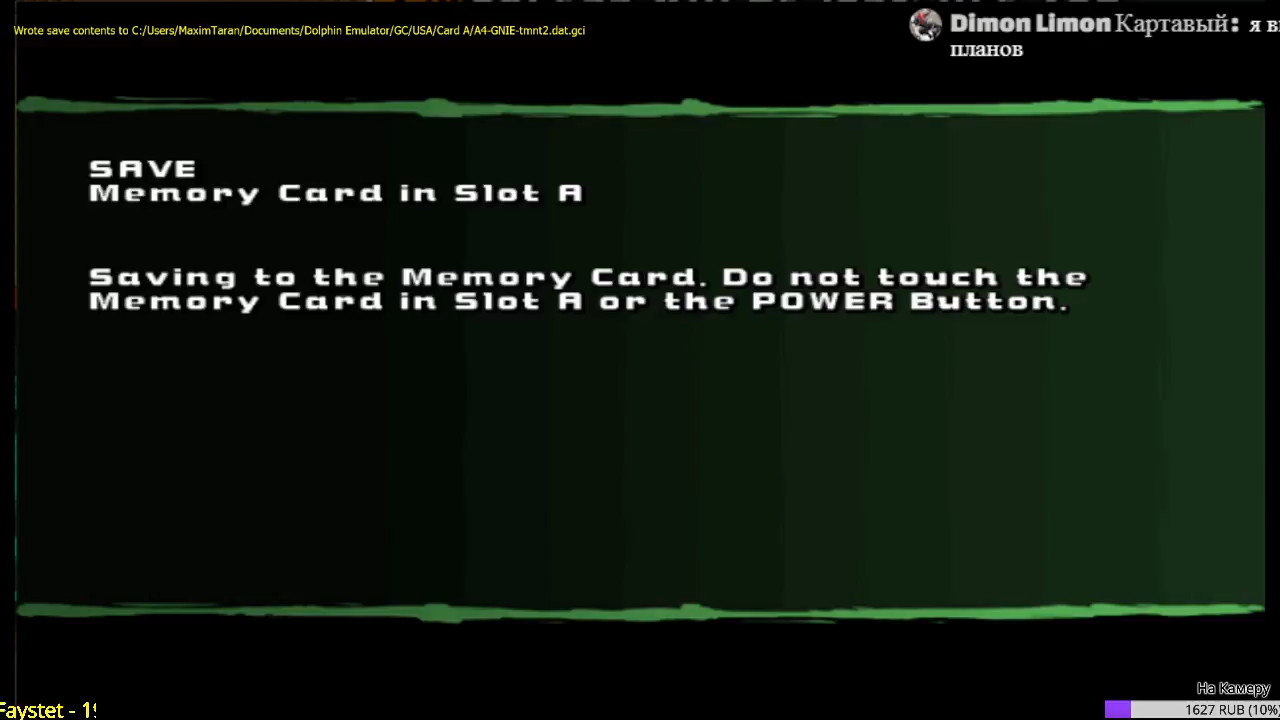 Wrote save contents to C:/Users/MaximTaran/Documents/Dolphin Emulator/GC/USA/Card A/A4-GNIE-tmnt2.dat.gci
Dimon Limon Картавый: я
планов
SAVE
Memory Card in Slot A
Saving to the Memory Card. Do not touch the
Memory Card in Slot A or the POWER Button.
На Камеру
Faystet -
1627 RUB (10%